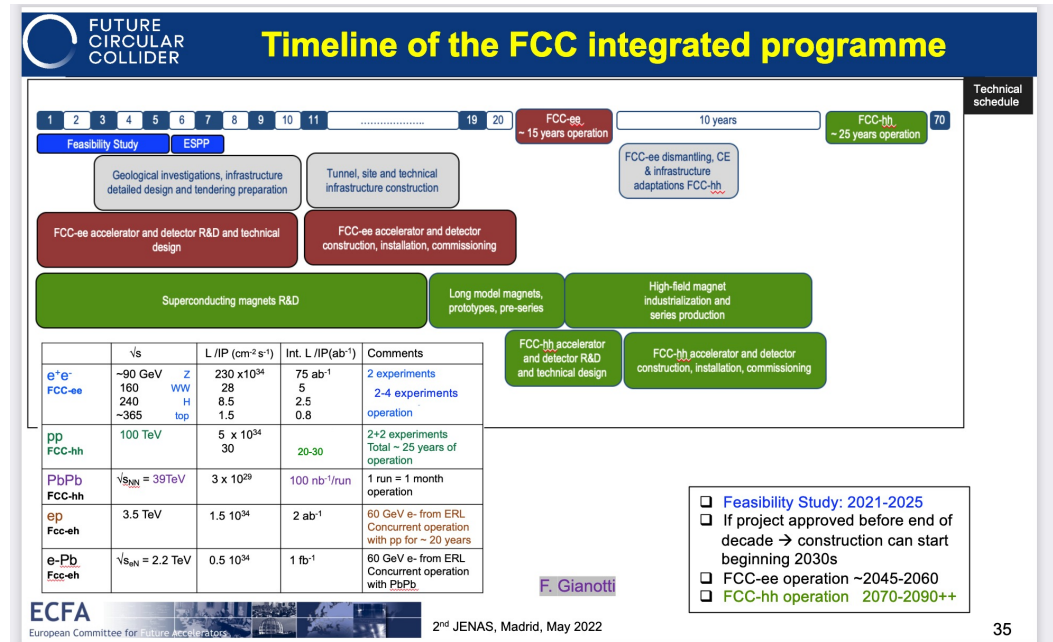 FUTURE
CIRCULAR
COLLIDER
Timeline of the FCC integrated programme
Technical
schedule
1 2 3 4 5 6 7 8 9 10 11 ..................... 19 20
FCC-ee
~ 15 years operation
10 years
FCC-hh
~ 25 years operation
70
Feasibility Study
ESPP
Geological investigations, infrastructure
detailed design and tendering preparation
Tunnel, site and technical
infrastructure construction
FCC-ee dismantling, CE
& infrastructure
adaptations FCC-hh
FCC-ee accelerator and detector R&D and technical
design
FCC-ee accelerator and detector
construction, installation, commissioning
Superconducting magnets R&D
Long model magnets,
prototypes, pre-series
High-field magnet
industrialization and
series production
FCC-hh accelerator
and detector R&D
and technical design
FCC-hh accelerator and detector
construction, installation, commissioning
√s L /IP (cm⁻² s⁻¹) Int. L /IP(ab⁻¹) Comments
e⁺e⁻ ~90 GeV Z 230 x10³⁴ 75 ab⁻¹ 2 experiments
FCC-ee 160 WW 28 5 2-4 experiments
240 H 8.5 2.5
~365 top 1.5 0.8 operation
pp 100 TeV 5 x 10³⁴ 2+2 experiments
FCC-hh 30 20-30 Total ~ 25 years of
operation
PbPb √sNN = 39TeV 3 x 10²⁹ 100 nb⁻¹/run 1 run = 1 month
FCC-hh operation
ep 3.5 TeV 1.5 10³⁴ 2 ab⁻¹ 60 GeV e- from ERL
Fcc-eh Concurrent operation
with pp for ~ 20 years
e-Pb √seN = 2.2 TeV 0.5 10³⁴ 1 fb⁻¹ 60 GeV e- from ERL
Fcc-eh Concurrent operation
with PbPb
F. Gianotti
❑ Feasibility Study: 2021-2025
❑ If project approved before end of
decade → construction can start
beginning 2030s
❑ FCC-ee operation ~2045-2060
❑ FCC-hh operation 2070-2090++
ECFA
European Committee for Future Accelerators
2ⁿᵈ JENAS, Madrid, May 2022
35